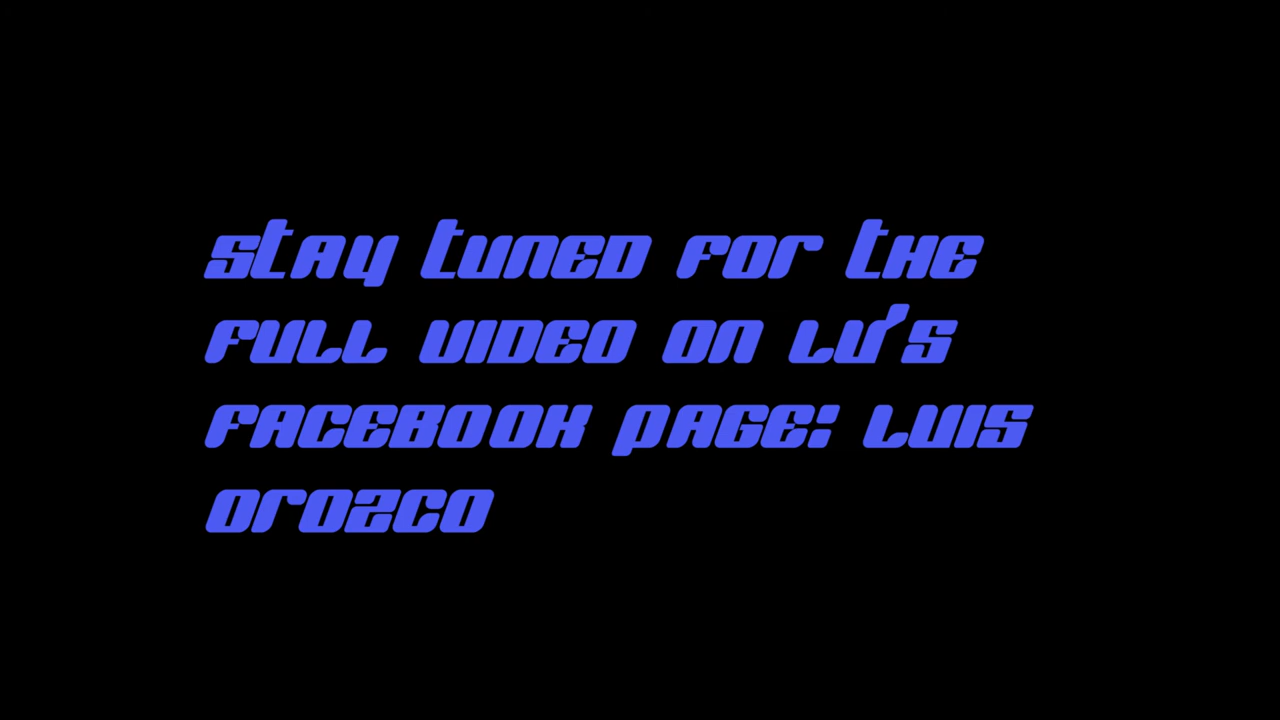 STAY TUNED FOR THE
FULL VIDEO ON LU'S
FACEBOOK PAGE: LUIS
OROZCO